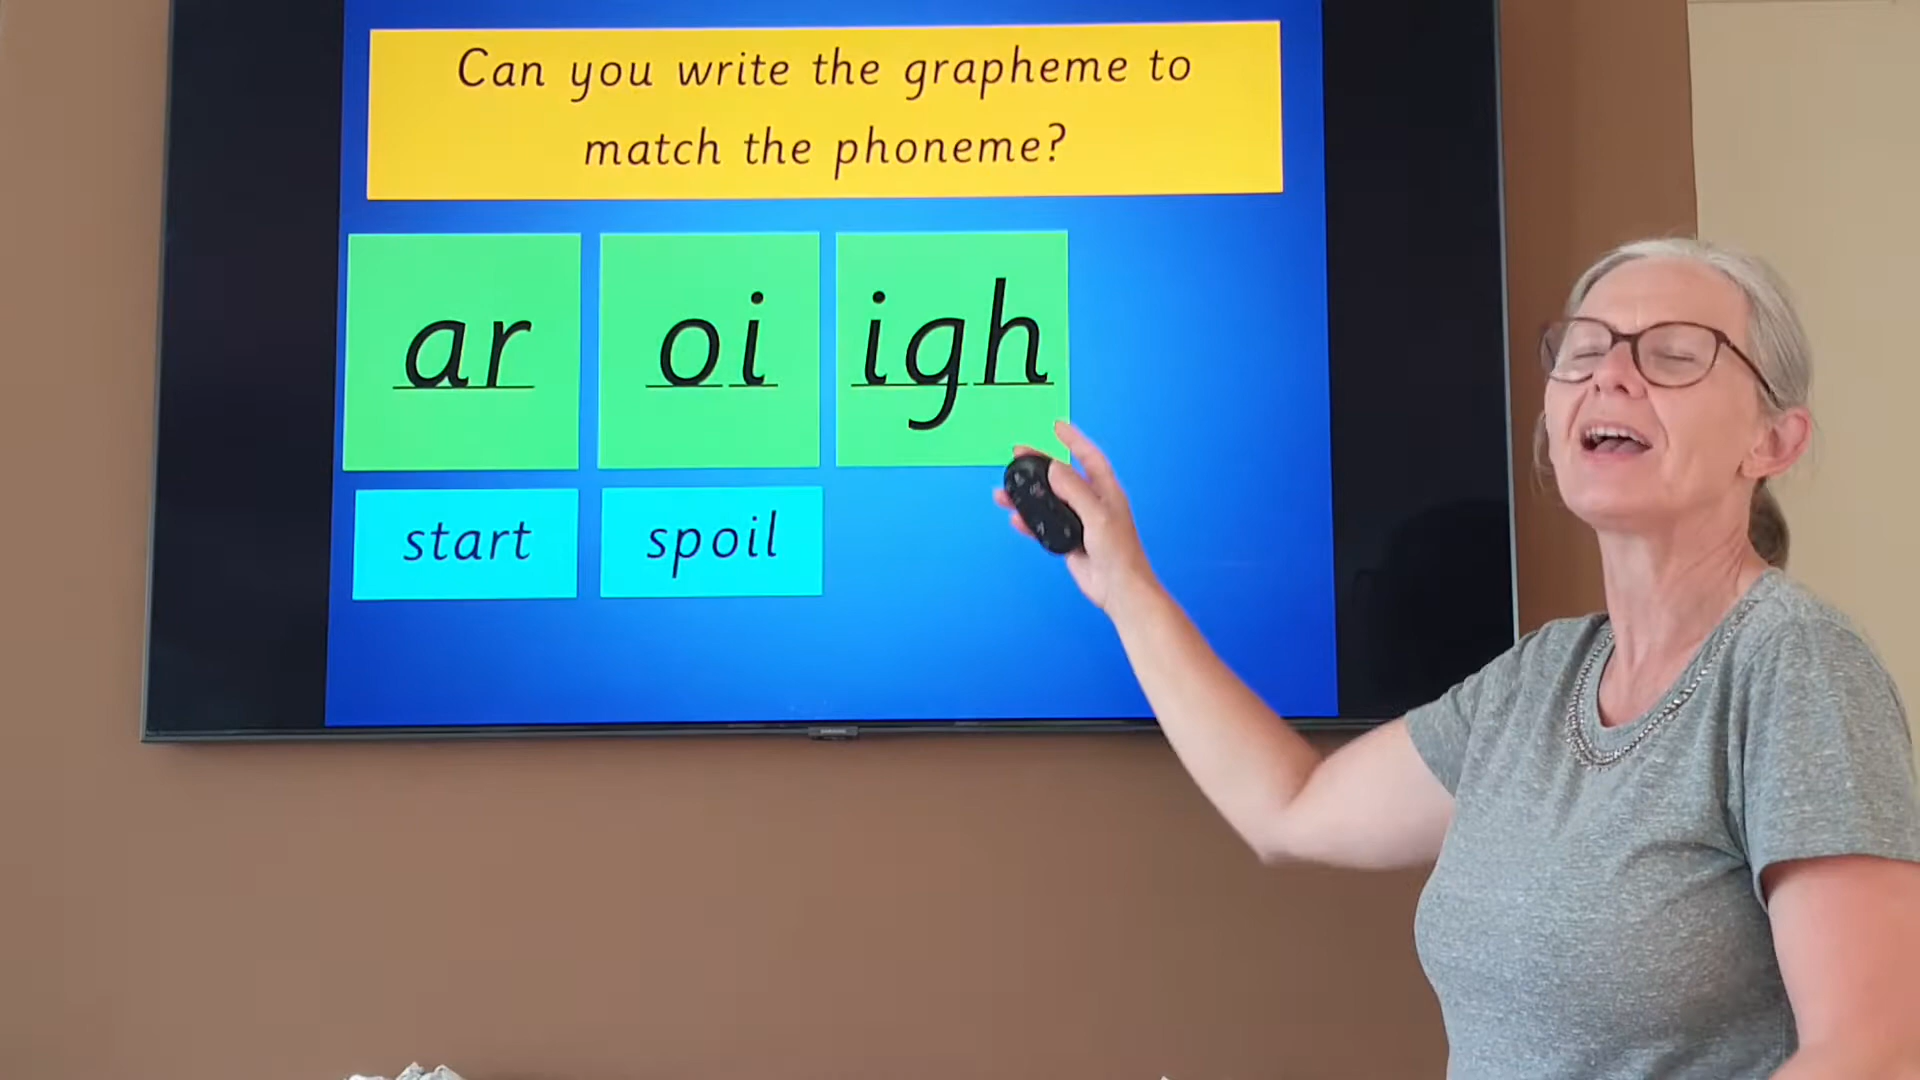 Can you write the grapheme to
match the phoneme?
ar oi igh
start spoil